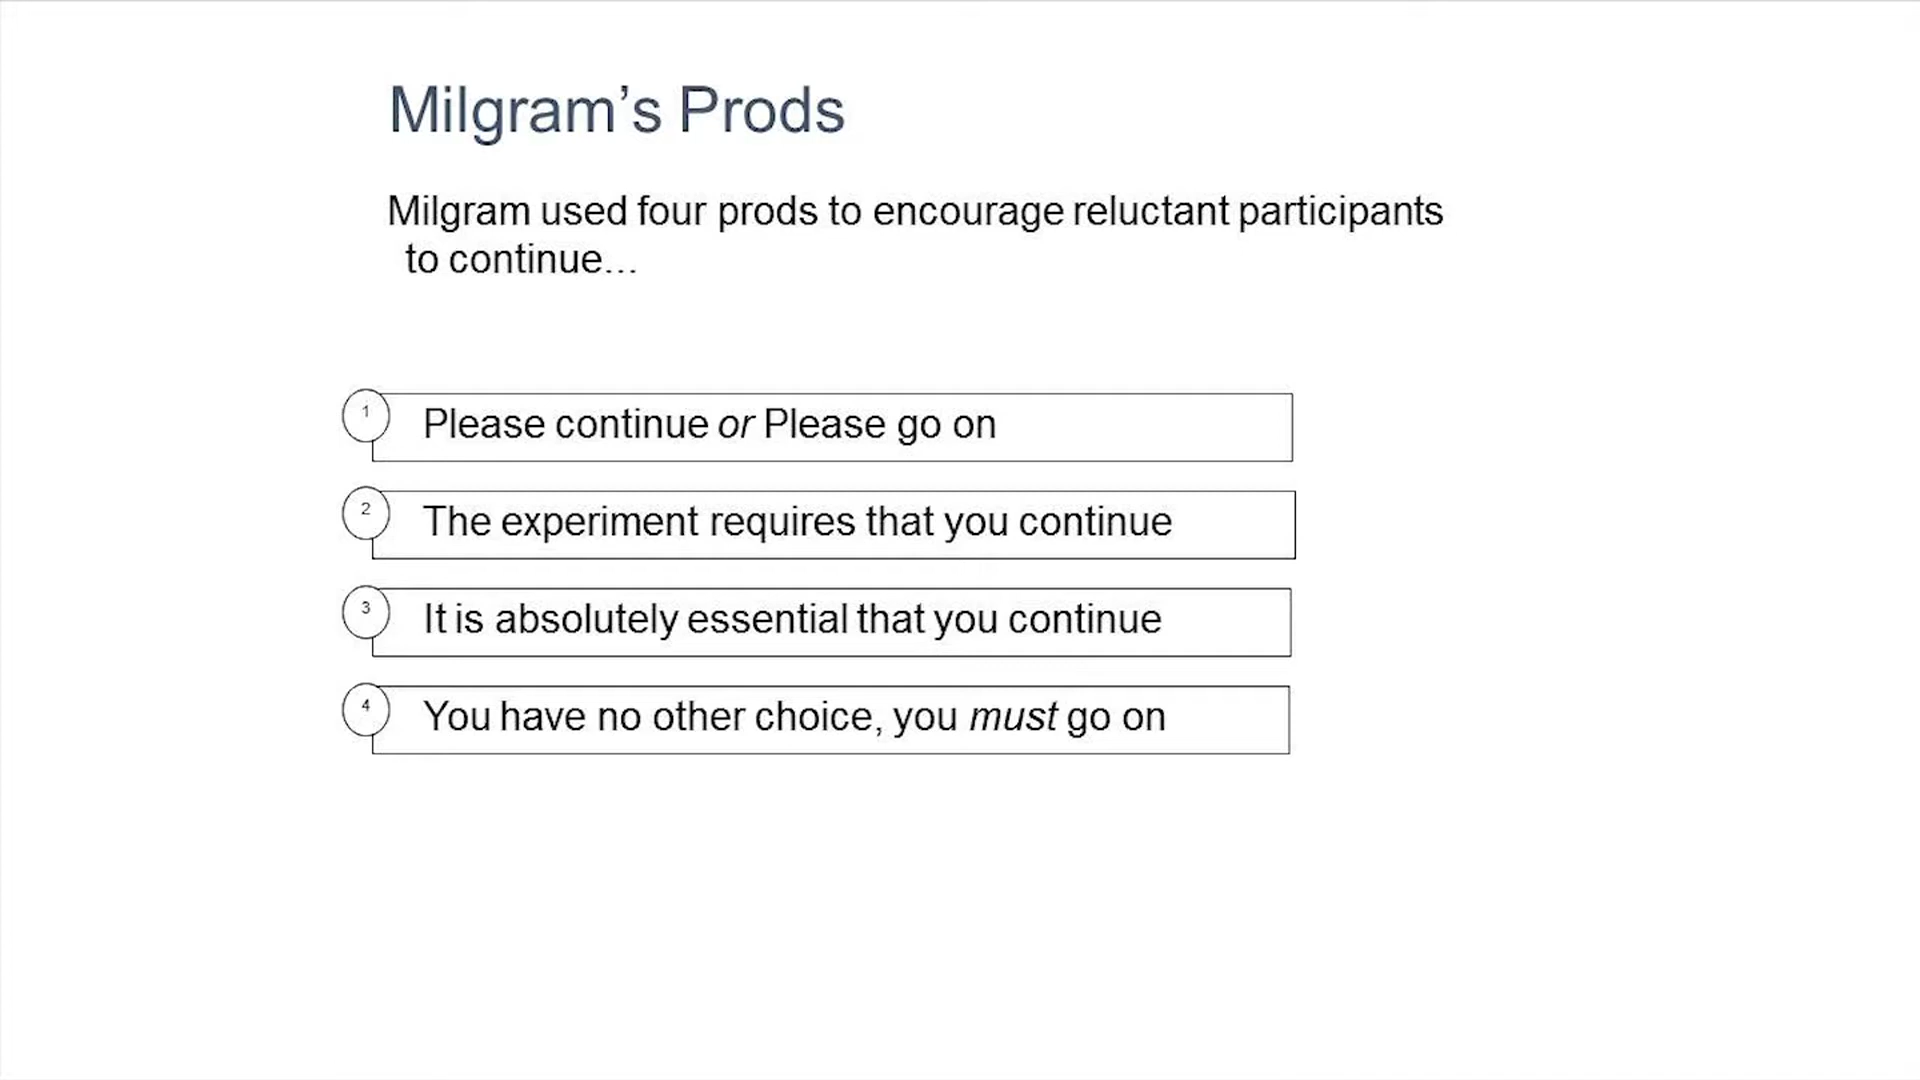 Milgram’s Prods
Milgram used four prods to encourage reluctant participants
to continue...
1 Please continue or Please go on
2 The experiment requires that you continue
3 It is absolutely essential that you continue
4 You have no other choice, you must go on